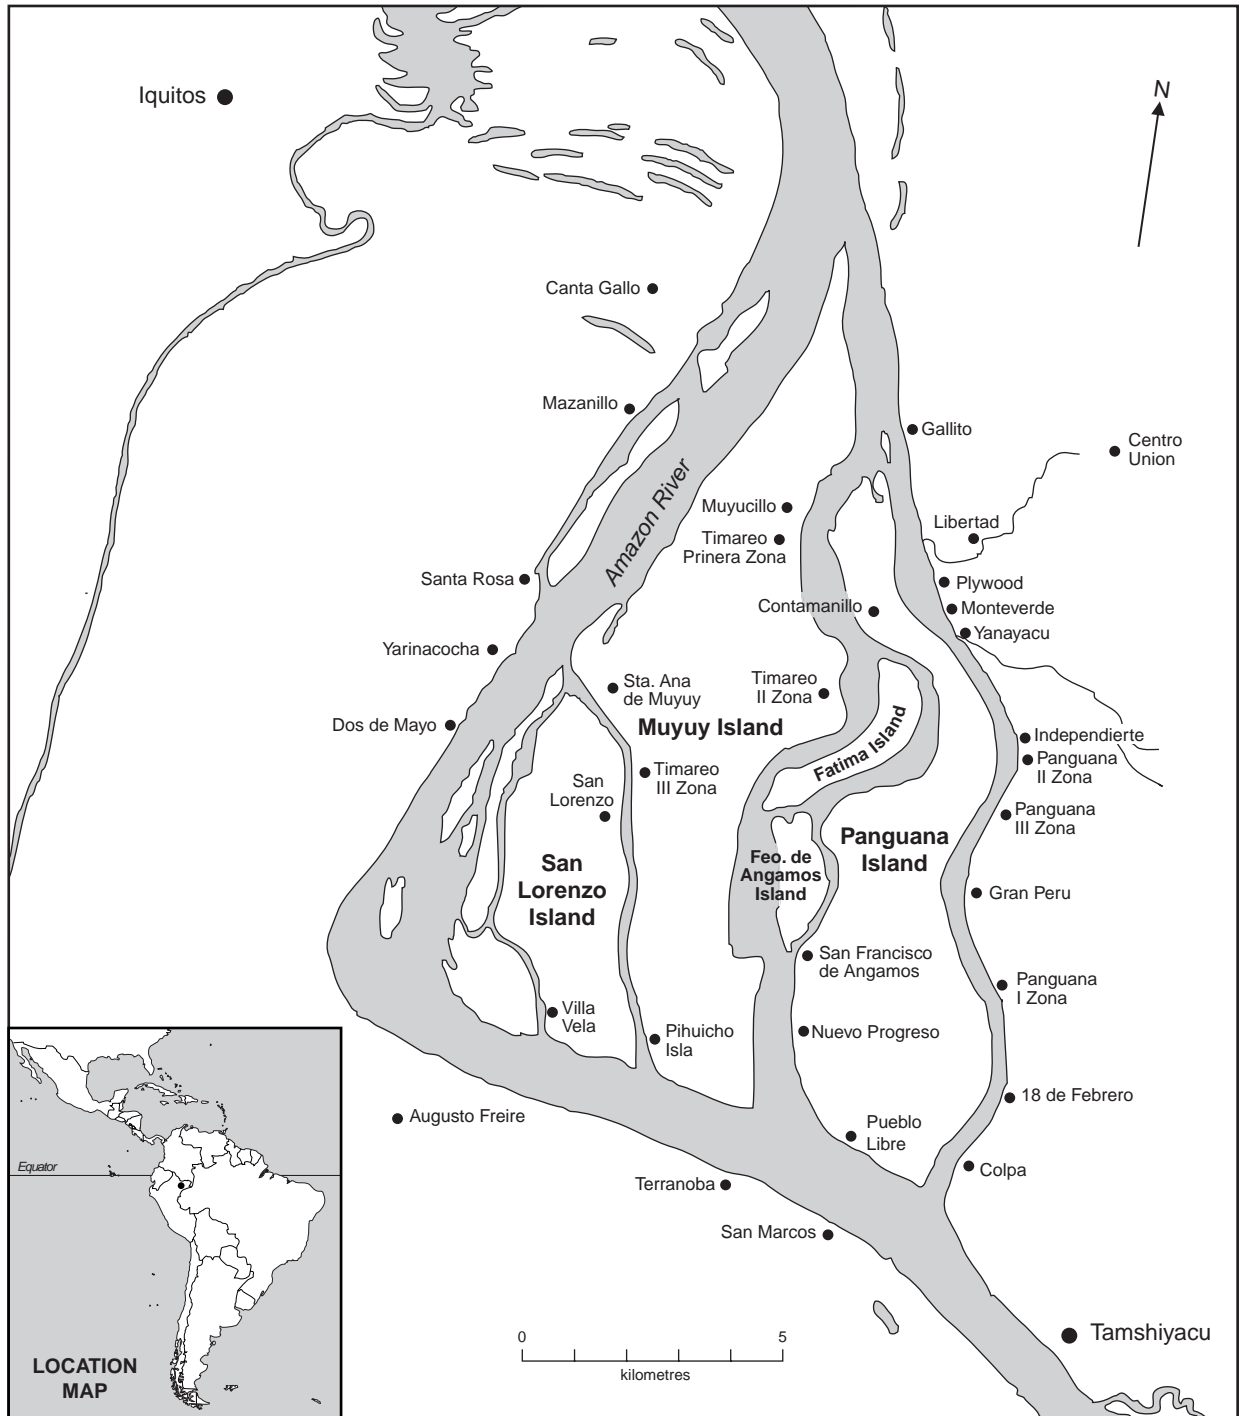 N
Iquitos
Canta Gallo
Mazanillo
Gallito
Centro
Union
Amazon River
Muyucillo
Timareo
Prinera Zona
Libertad
Santa Rosa
Plywood
Contamanillo
Monteverde
Yanayacu
Yarinacocha
Sta. Ana
de Muyuy
Timareo
II Zona
Dos de Mayo
Muyuy Island
Fatima Island
Independierte
Panguana
II Zona
Timareo
III Zona
San
Lorenzo
Panguana
III Zona
Panguana
Island
San
Lorenzo
Island
Feo. de
Angamos
Island
Gran Peru
San Francisco
de Angamos
Panguana
I Zona
Villa
Vela
Pihuicho
Isla
Nuevo Progreso
18 de Febrero
Augusto Freire
Pueblo
Libre
Colpa
Terranoba
San Marcos
Tamshiyacu
0 5
kilometres
Equator
LOCATION
MAP